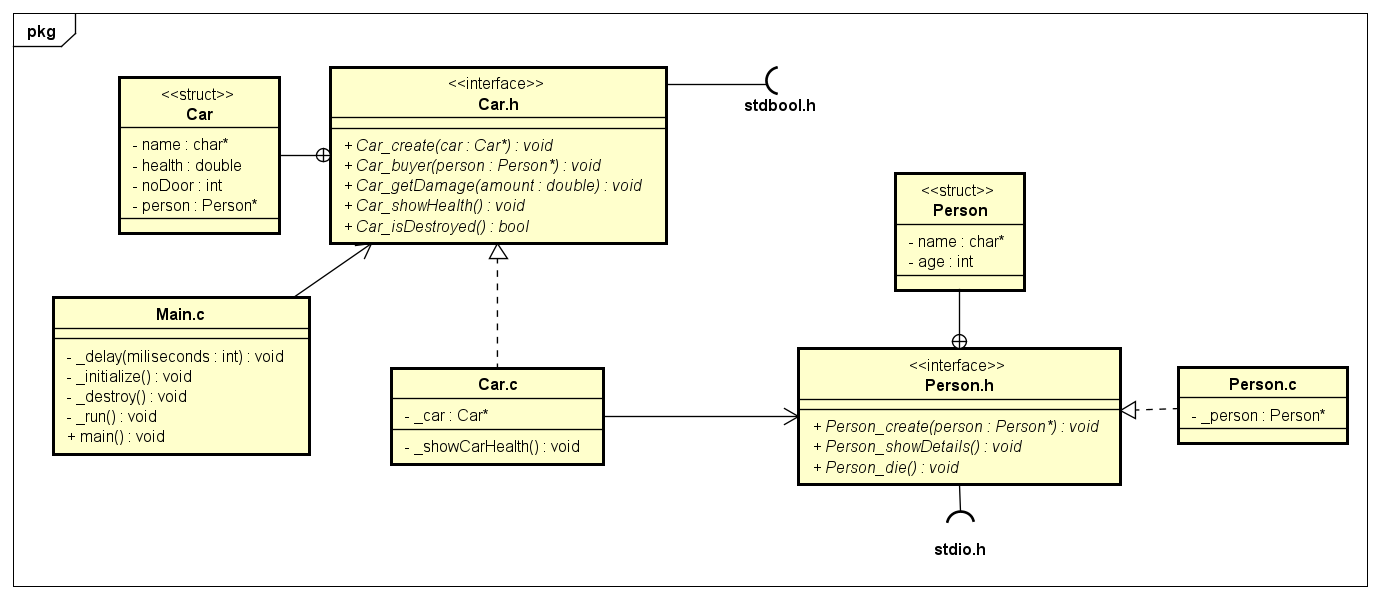 pkg
<<struct>>
Car
- name : char*
- health : double
- noDoor : int
- person : Person*
<<interface>>
Car.h
+ Car_create(car : Car*) : void
+ Car_buyer(person : Person*) : void
+ Car_getDamage(amount : double) : void
+ Car_showHealth() : void
+ Car_isDestroyed() : bool
stdbool.h
<<struct>>
Person
- name : char*
- age : int
Main.c
- _delay(miliseconds : int) : void
- _initialize() : void
- _destroy() : void
- _run() : void
+ main() : void
Car.c
- _car : Car*
- _showCarHealth() : void
<<interface>>
Person.h
+ Person_create(person : Person*) : void
+ Person_showDetails() : void
+ Person_die() : void
Person.c
- _person : Person*
stdio.h